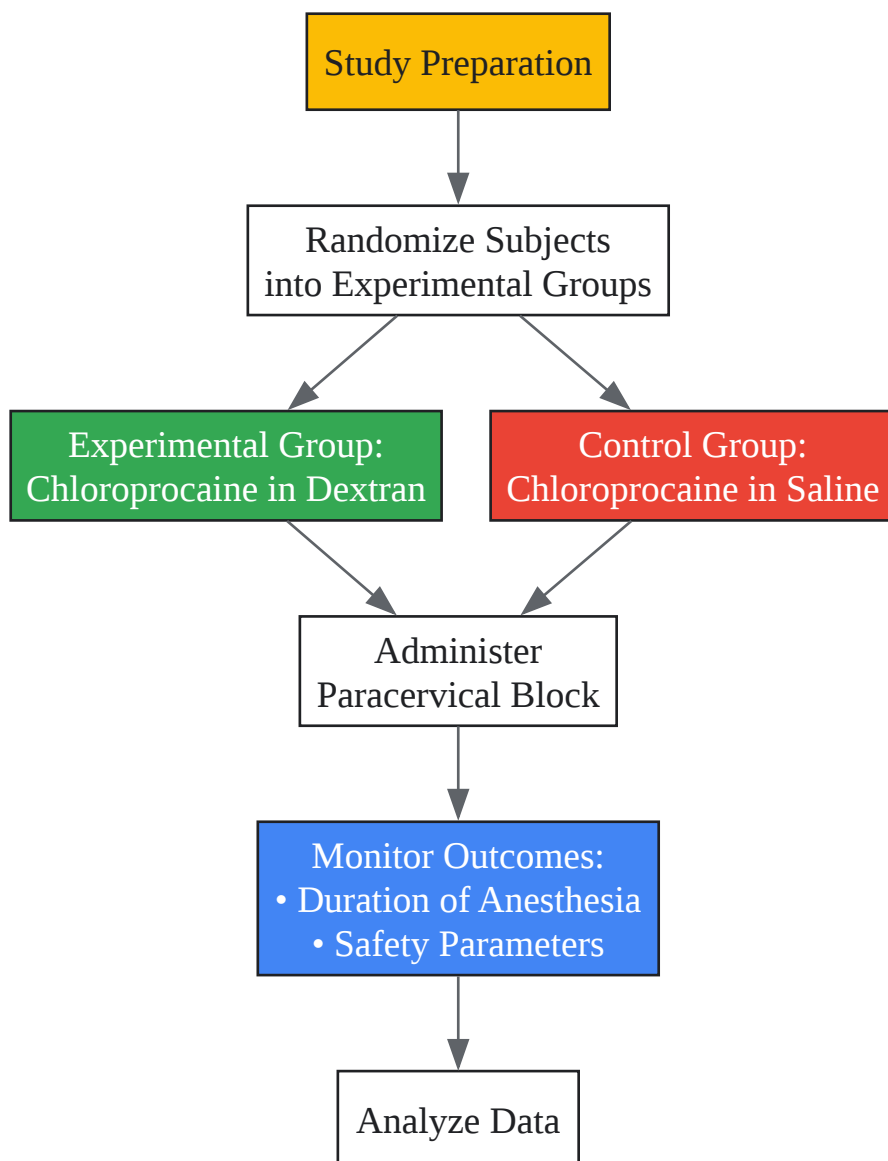 Study Preparation
Randomize Subjects
into Experimental Groups
Experimental Group:
Chloroprocaine in Dextran
Control Group:
Chloroprocaine in Saline
Administer
Paracervical Block
Monitor Outcomes:
• Duration of Anesthesia
• Safety Parameters
Analyze Data